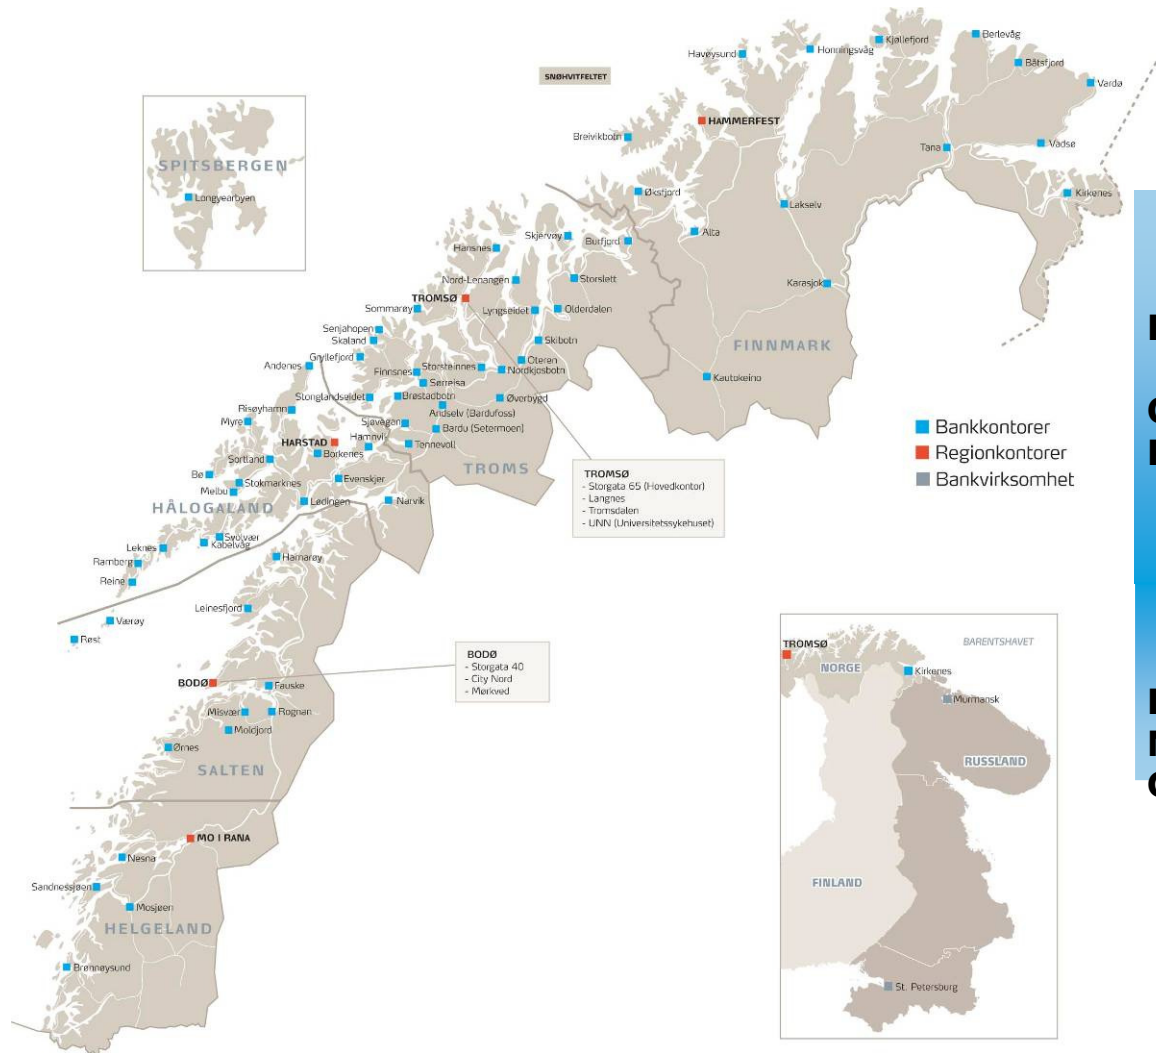 SNØHVITFELTET
SPITSBERGEN
Longyearbyen
Berlevåg
Kjøllefjord
Honningsvåg
Havøysund
Båtsfjord
Vardø
HAMMERFEST
Breivikbotn
Tana
Vadsø
Kirkenes
Øksfjord
Lakselv
Alta
Skjervøy
Burfjord
Hansnes
Nord-Lenangen
Storslett
Karasjok
TROMSØ
Sommarøy
Lyngseidet
Olderdalen
Senjahopen
Skaland
Skibotn
FINNMARK
Gryllefjord
Andenes
Storsteinnes
Oteren
Nordkjosbotn
Finnsnes
Sørreisa
Kautokeino
Stonglandseidet
Brøstadbotn
Øverbygd
Andselv (Bardufoss)
Risøyhamn
Myre
Sjøvegan
Bardu (Setermoen)
Hamnvik
HARSTAD
Tennevoll
Borkenes
TROMS
Sortland
Bø
Stokmarknes
Evenskjer
Melbu
Lødingen
Narvik
HÅLOGALAND
Svolvær
Kabelvåg
Leknes
Ramberg
Reine
Hamarøy
Leinesfjord
Værøy
Røst
Bankkontorer
Regionkontorer
Bankvirksomhet
TROMSØ
- Storgata 65 (Hovedkontor)
- Langnes
- Tromsdalen
- UNN (Universitetssykehuset)
BODØ
- Storgata 40
- City Nord
- Mørkved
BODØ
Fauske
Misvær
Rognan
Moldjord
Ørnes
SALTEN
MO I RANA
Nesna
Sandnessjøen
Mosjøen
HELGELAND
Brønnøysund
TROMSØ
BARENTSHAVET
NORGE
Kirkenes
Murmansk
RUSSLAND
FINLAND
St. Petersburg